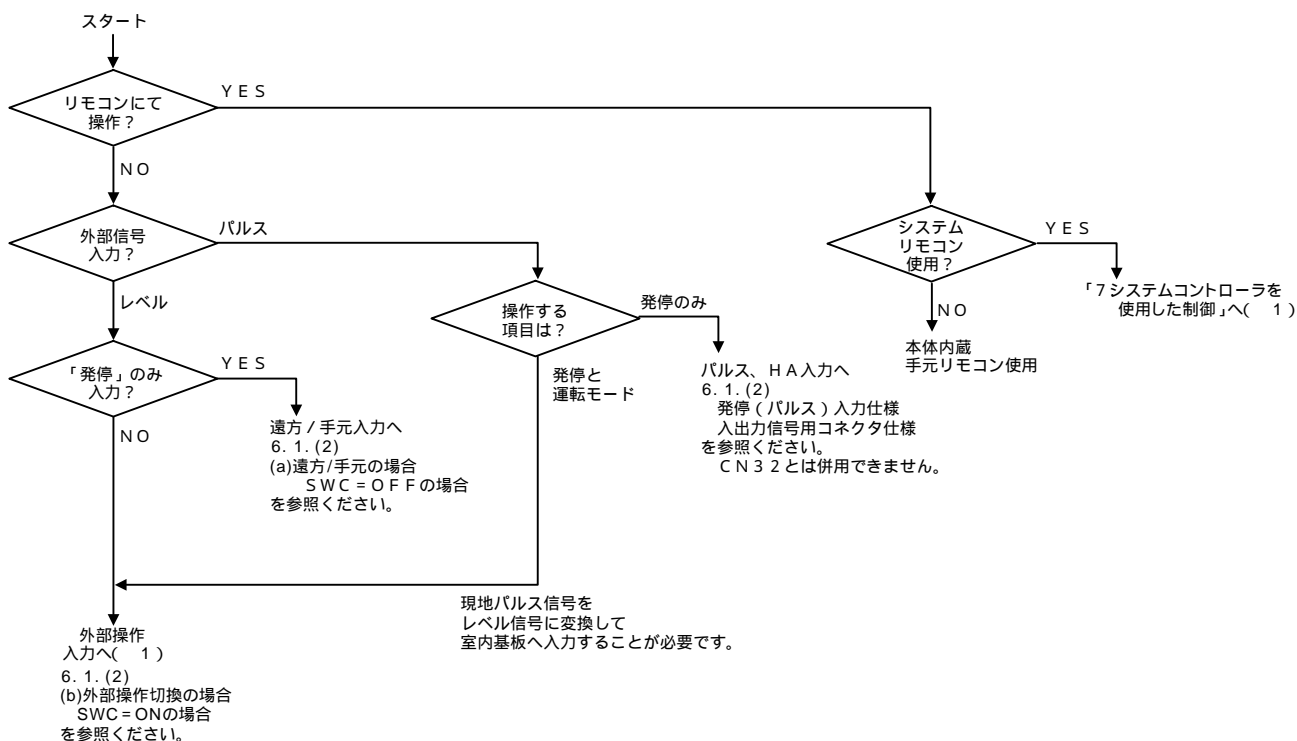 スタート
リモコンにて
操作？
ＹＥＳ
ＮＯ
外部信号
入力？
パルス
レベル
システム
リモコン
使用？
ＹＥＳ
「７システムコントローラを
使用した制御」へ(　1 )
ＮＯ
本体内蔵
手元リモコン使用
操作する
項目は？
発停のみ
パルス、ＨＡ入力へ
6. 1. (2)
発停（パルス）入力仕様
入出力信号用コネクタ仕様
を参照ください。
ＣＮ３２とは併用できません。
発停と
運転モード
「発停」のみ
入力？
ＹＥＳ
ＮＯ
遠方／手元入力へ
6. 1. (2)
(a)遠方/手元の場合
ＳＷＣ＝ＯＦＦの場合
を参照ください。
現地パルス信号を
レベル信号に変換して
室内基板へ入力することが必要です。
外部操作
入力へ(　1 )
6. 1. (2)
(b)外部操作切換の場合
SWC＝ONの場合
を参照ください。